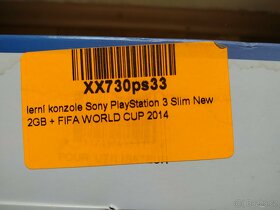 XX730ps33
lerní konzole Sony PlayStation 3 Slim New
2GB + FIFA WORLD CUP 2014